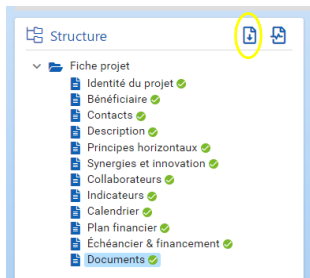 Structure
Fiche projet
Identité du projet
Bénéficiaire
Contacts
Description
Principes horizontaux
Synergies et innovation
Collaborateurs
Indicateurs
Calendrier
Plan financier
Échéancier & financement
Documents